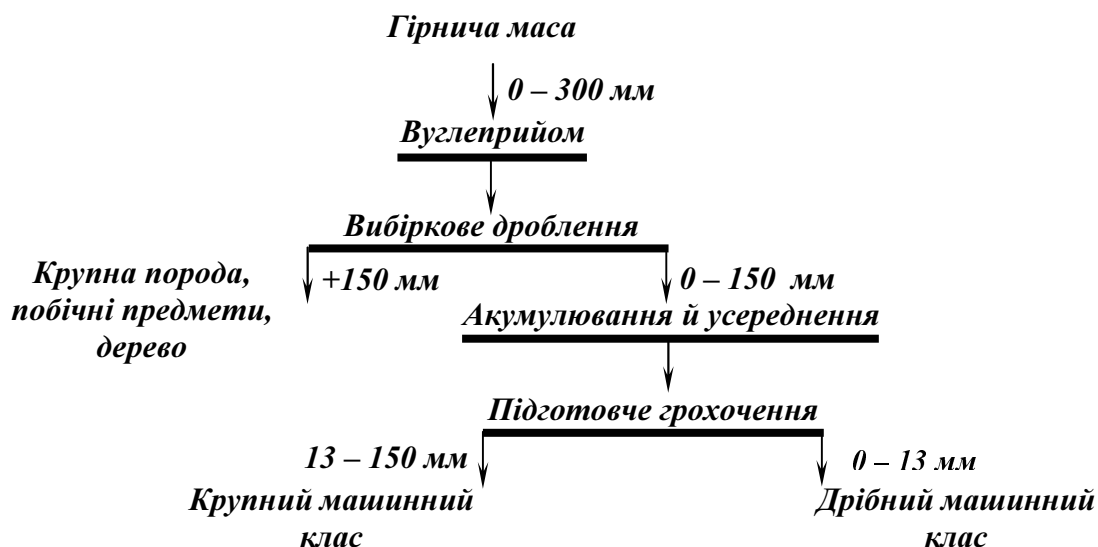 Гірнича маса
0 – 300 мм
Вуглеприйом
Вибіркове дроблення
Крупна порода,
побічні предмети,
дерево
+150 мм
0 – 150 мм
Акумулювання й усереднення
Підготовче грохочення
13 – 150 мм
0 – 13 мм
Крупний машинний
клас
Дрібний машинний
клас